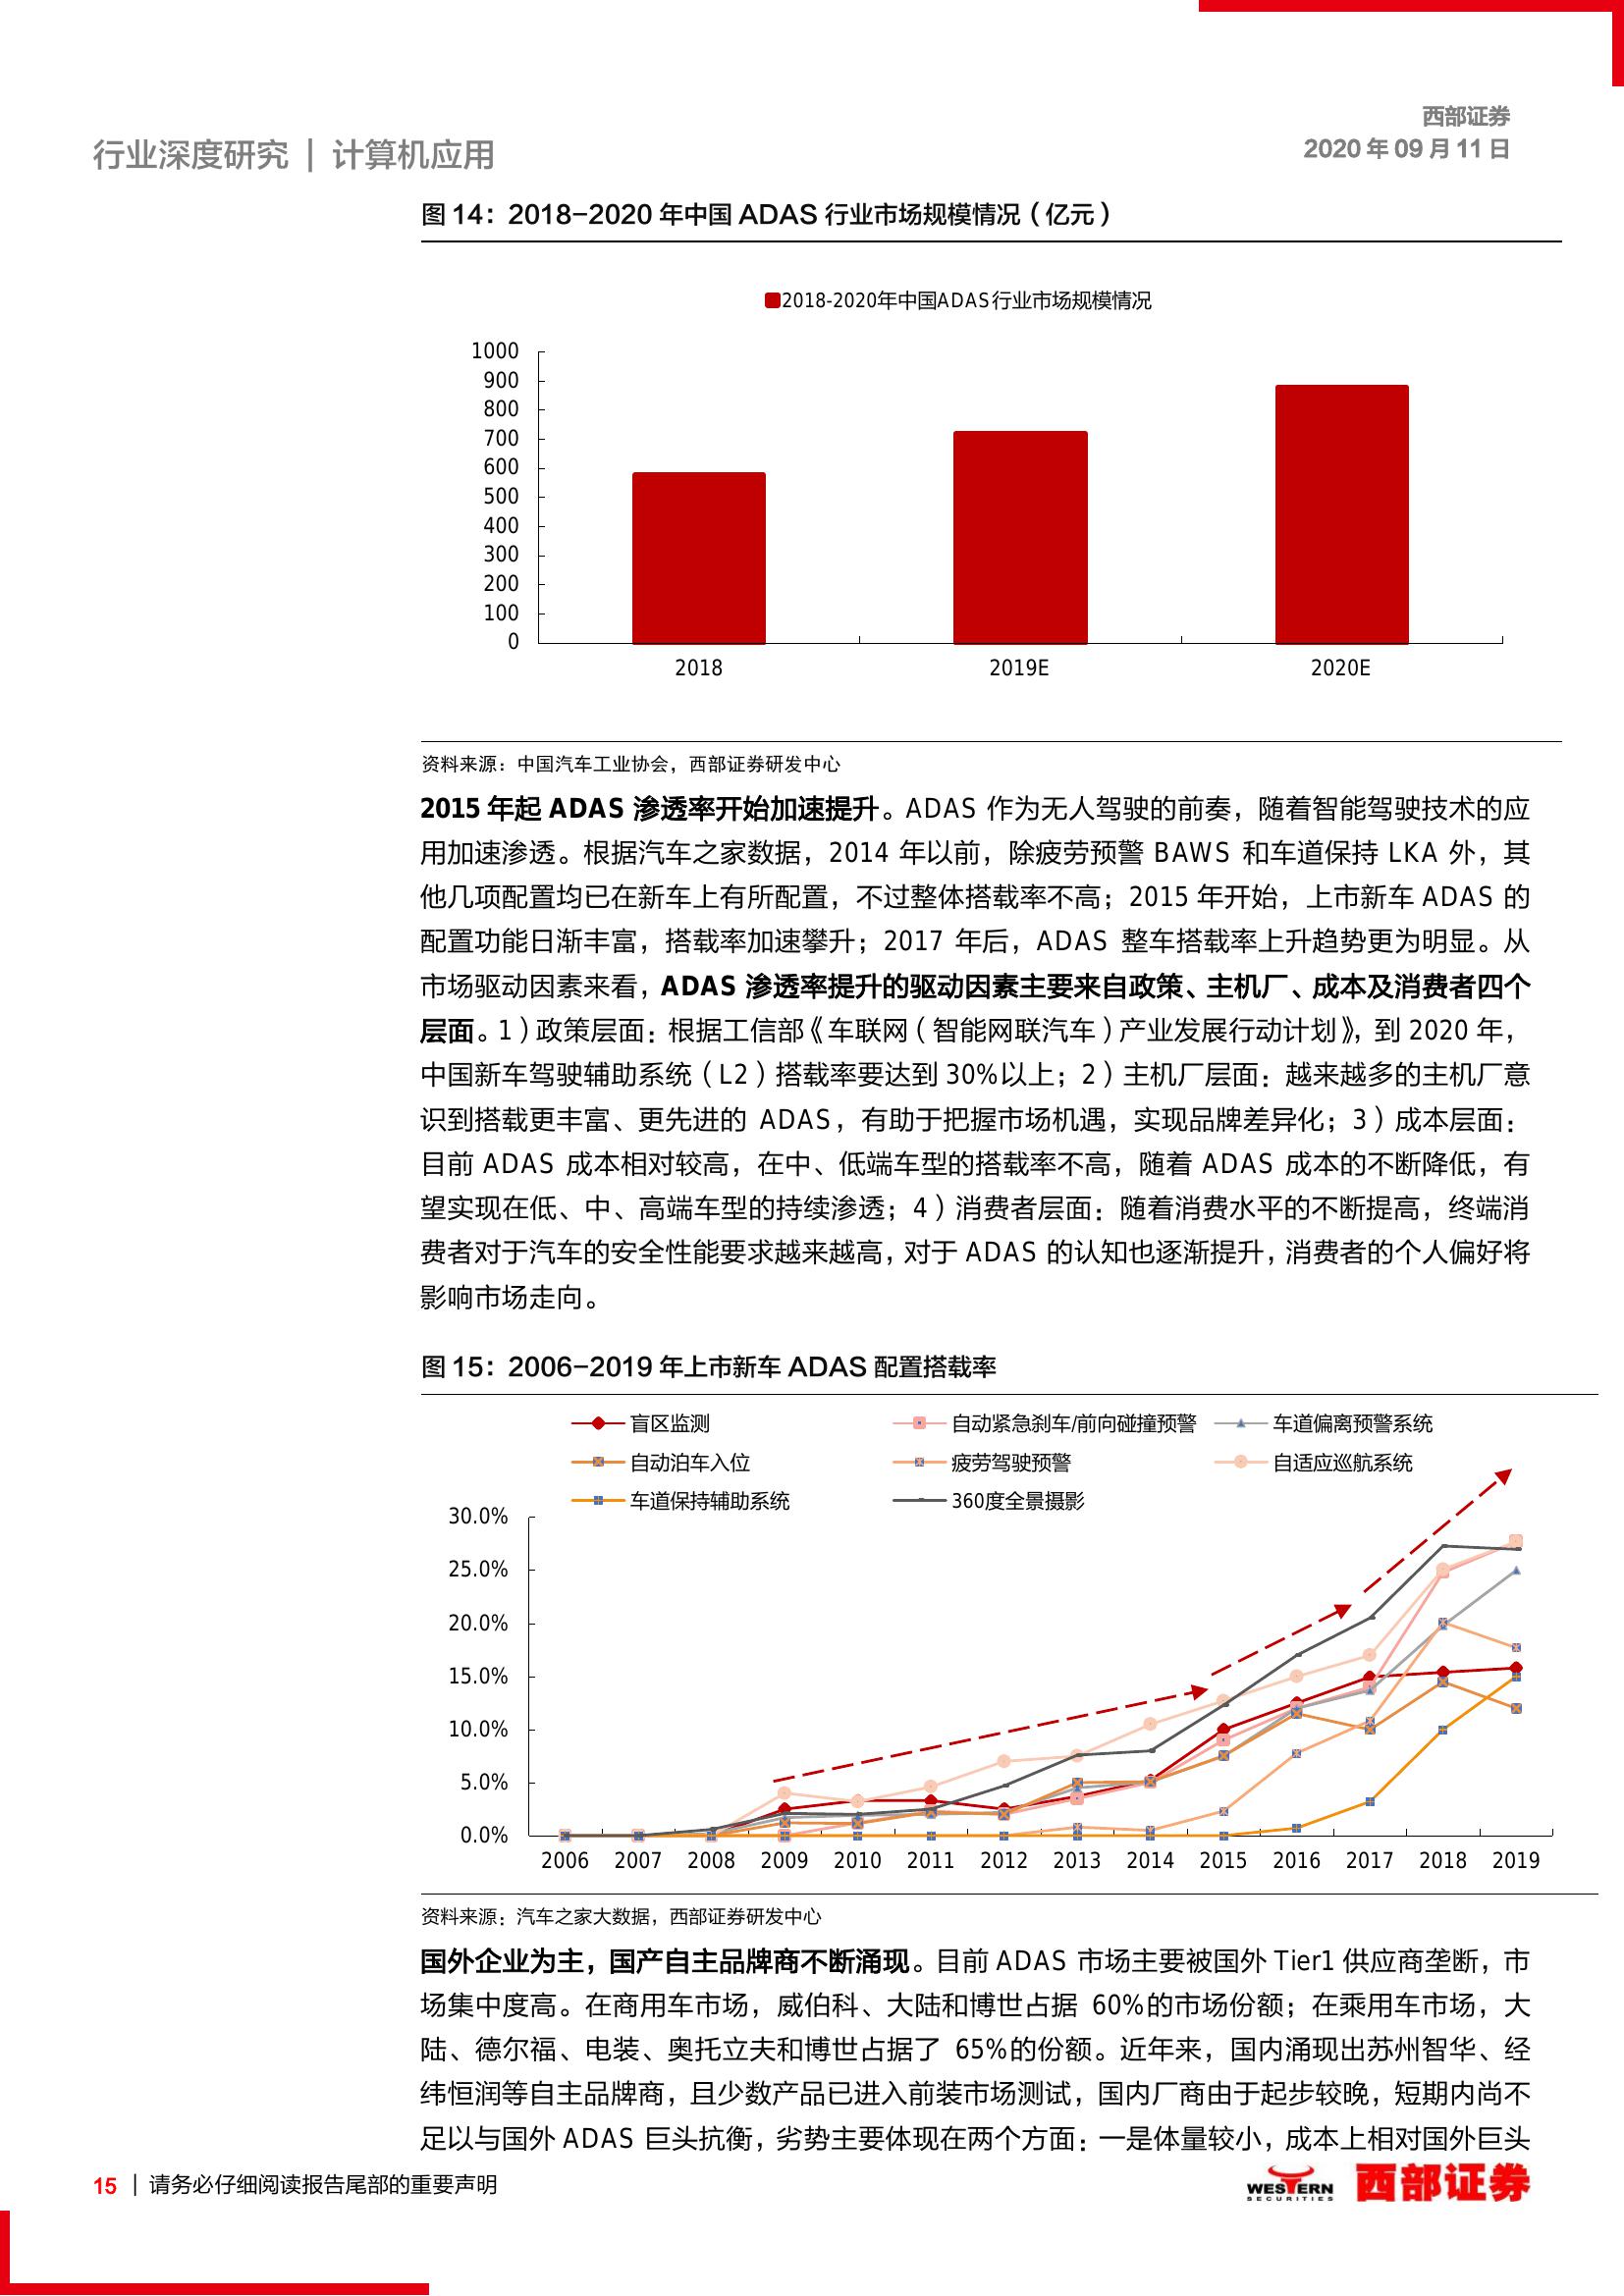 西部证券
行业深度研究 | 计算机应用
2020 年 09 月 11 日
图 14：2018-2020 年中国 ADAS 行业市场规模情况（亿元）
2018-2020年中国ADAS行业市场规模情况
1000
900
800
700
600
500
400
300
200
100
0
2018 2019E 2020E
资料来源：中国汽车工业协会，西部证券研发中心
2015 年起 ADAS 渗透率开始加速提升。ADAS 作为无人驾驶的前奏，随着智能驾驶技术的应
用加速渗透。根据汽车之家数据，2014 年以前，除疲劳预警 BAWS 和车道保持 LKA 外，其
他几项配置均已在新车上有所配置，不过整体搭载率不高；2015 年开始，上市新车 ADAS 的
配置功能日渐丰富，搭载率加速攀升；2017 年后，ADAS 整车搭载率上升趋势更为明显。从
市场驱动因素来看，ADAS 渗透率提升的驱动因素主要来自政策、主机厂、成本及消费者四个
层面。1）政策层面：根据工信部《车联网（智能网联汽车）产业发展行动计划》，到 2020 年，
中国新车驾驶辅助系统（L2）搭载率要达到 30%以上；2）主机厂层面：越来越多的主机厂意
识到搭载更丰富、更先进的 ADAS，有助于把握市场机遇，实现品牌差异化；3）成本层面：
目前 ADAS 成本相对较高，在中、低端车型的搭载率不高，随着 ADAS 成本的不断降低，有
望实现在低、中、高端车型的持续渗透；4）消费者层面：随着消费水平的不断提高，终端消
费者对于汽车的安全性能要求越来越高，对于 ADAS 的认知也逐渐提升，消费者的个人偏好将
影响市场走向。
图 15：2006-2019 年上市新车 ADAS 配置搭载率
盲区监测 自动紧急刹车/前向碰撞预警 车道偏离预警系统
自动泊车入位 疲劳驾驶预警 自适应巡航系统
车道保持辅助系统 360度全景摄影
30.0%
25.0%
20.0%
15.0%
10.0%
5.0%
0.0%
2006 2007 2008 2009 2010 2011 2012 2013 2014 2015 2016 2017 2018 2019
资料来源：汽车之家大数据，西部证券研发中心
国外企业为主，国产自主品牌商不断涌现。目前 ADAS 市场主要被国外 Tier1 供应商垄断，市
场集中度高。在商用车市场，威伯科、大陆和博世占据 60%的市场份额；在乘用车市场，大
陆、德尔福、电装、奥托立夫和博世占据了 65%的份额。近年来，国内涌现出苏州智华、经
纬恒润等自主品牌商，且少数产品已进入前装市场测试，国内厂商由于起步较晚，短期内尚不
足以与国外 ADAS 巨头抗衡，劣势主要体现在两个方面：一是体量较小，成本上相对国外巨头
15 | 请务必仔细阅读报告尾部的重要声明
WESTERN
SECURITIES
西部证券